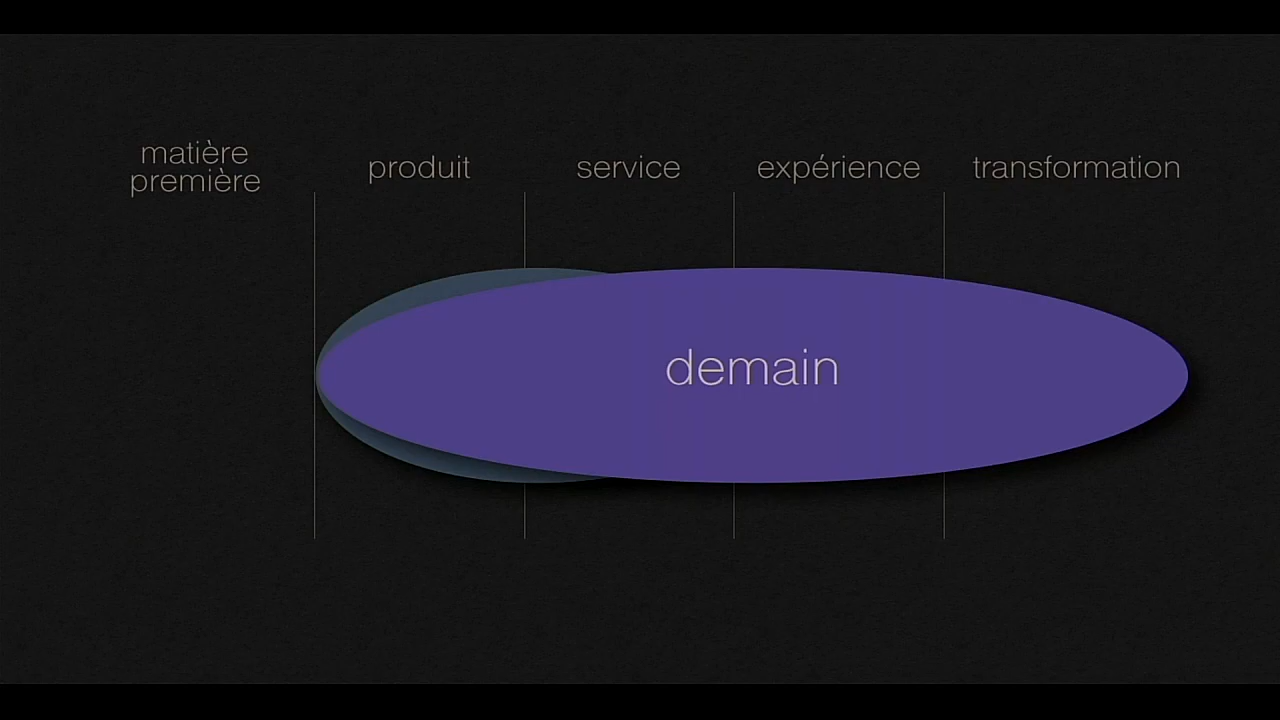 matière
première
produit
service
expérience
transformation
demain